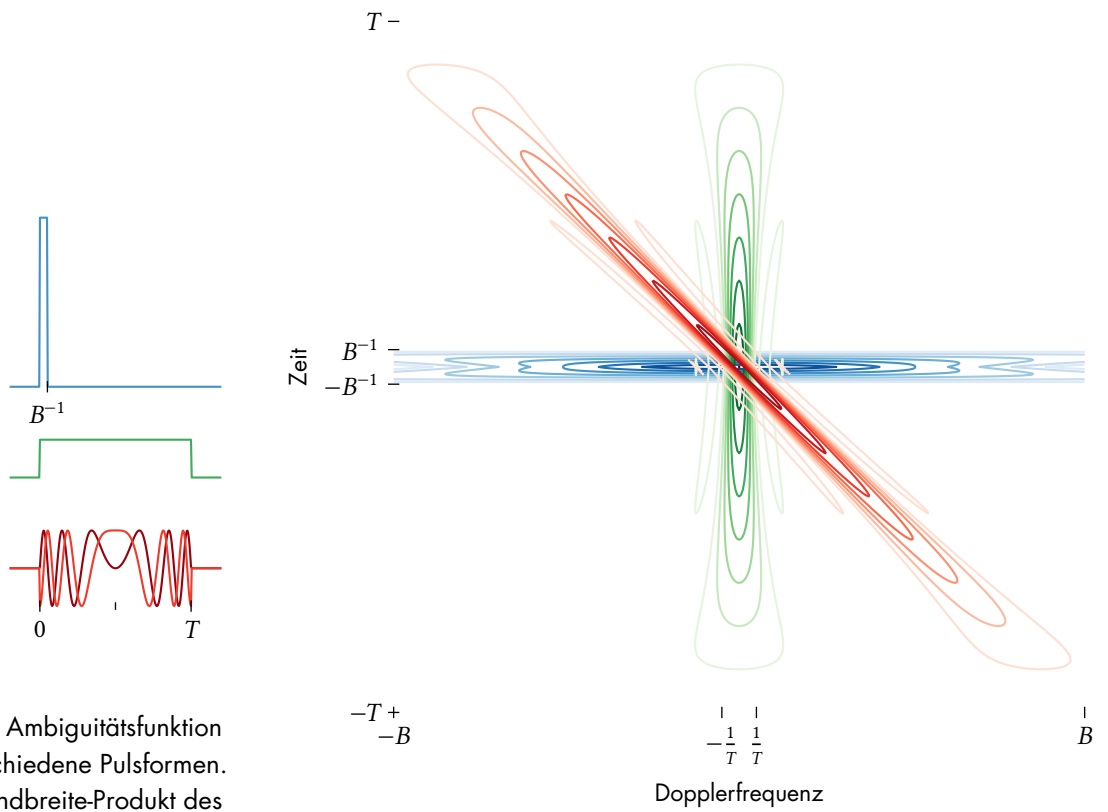 T
B⁻¹
−B⁻¹
Zeit
B⁻¹
0
T
−T
−B
−1/T
1/T
B
Dopplerfrequenz
Ambiguitätsfunktion
chiedene Pulsformen.
ndbreite-Produkt des